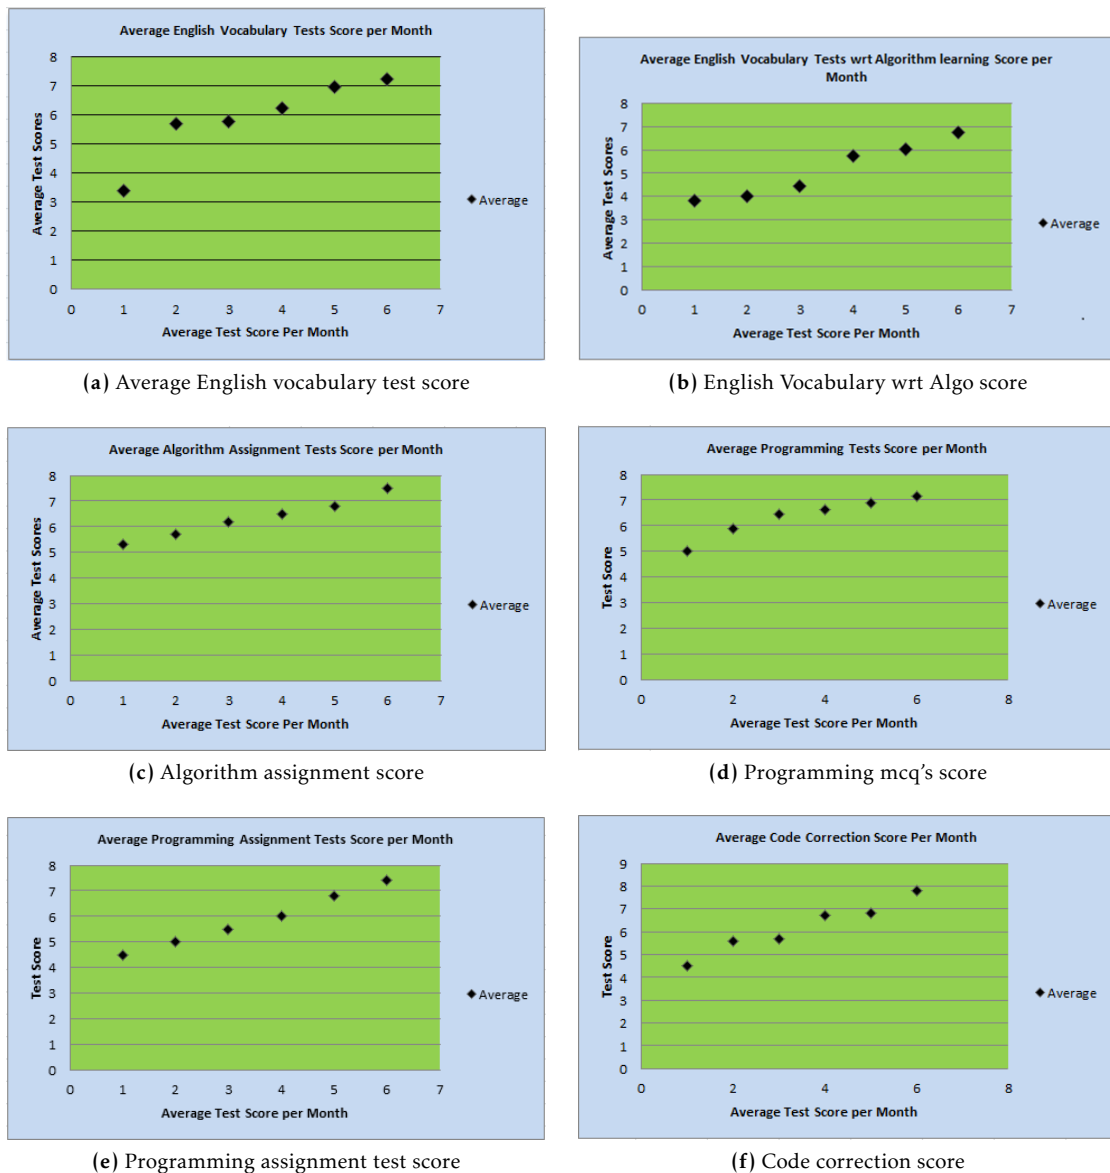 Average English Vocabulary Tests Score per Month
8
7
6
5
4
3
2
1
0
0 1 2 3 4 5 6 7
Average Test Scores
Average Test Score Per Month
Average
(a) Average English vocabulary test score
Average English Vocabulary Tests wrt Algorithm learning Score per
Month
8
7
6
5
4
3
2
1
0
0 1 2 3 4 5 6 7
Average Test Scores
Average Test Score Per Month
Average
(b) English Vocabulary wrt Algo score
Average Algorithm Assignment Tests Score per Month
8
7
6
5
4
3
2
1
0
0 1 2 3 4 5 6 7
Average Test Scores
Average Test Score Per Month
Average
(c) Algorithm assignment score
Average Programming Tests Score per Month
8
7
6
5
4
3
2
1
0
0 2 4 6 8
Test Score
Average Test Score per Month
Average
(d) Programming mcq's score
Average Programming Assignment Tests Score per Month
8
7
6
5
4
3
2
1
0
0 1 2 3 4 5 6 7
Test Score
Average Test Score per Month
Average
(e) Programming assignment test score
Average Code Correction Score Per Month
9
8
7
6
5
4
3
2
1
0
0 2 4 6 8
Test Score
Average Test Score per Month
Average
(f) Code correction score